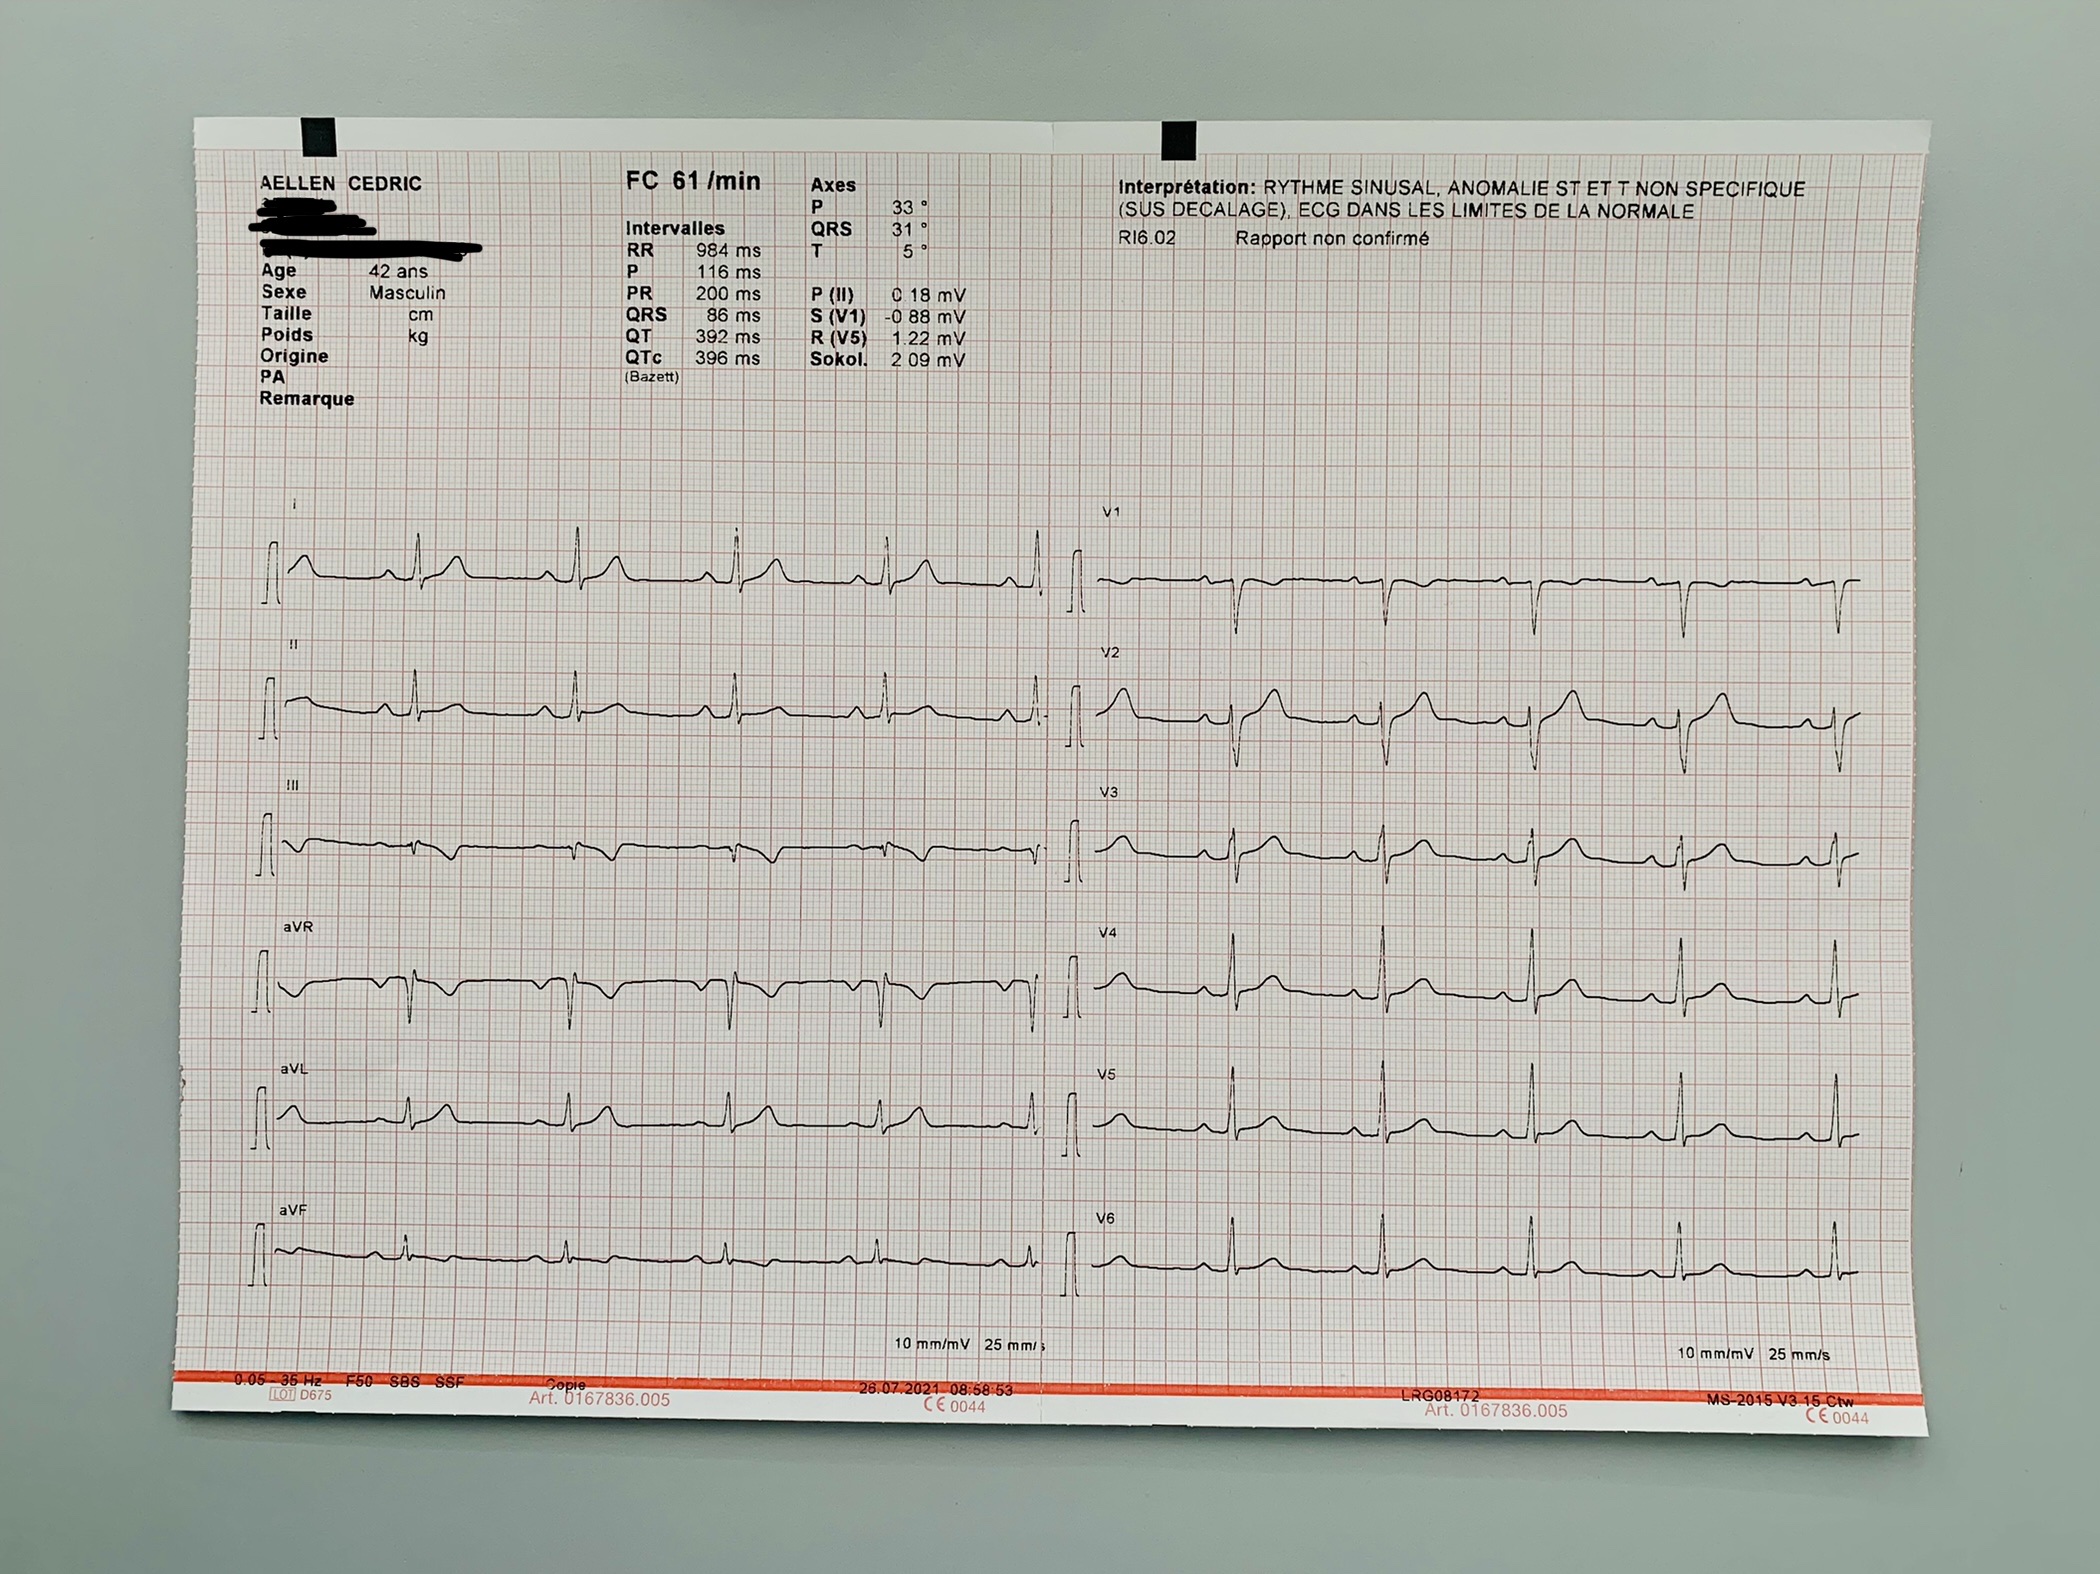 AELLEN CEDRIC
Age 42 ans
Sexe Masculin
Taille cm
Poids kg
Origine
PA
Remarque
FC 61 /min
Intervalles
RR 984 ms
P 116 ms
PR 200 ms
QRS 86 ms
QT 392 ms
QTc 396 ms
(Bazett)
Axes
P 33 °
QRS 31 °
T 5 °
P (II) 0 18 mV
S (V1) -0 88 mV
R (V5) 1.22 mV
Sokol. 2 09 mV
Interprétation: RYTHME SINUSAL, ANOMALIE ST ET T NON SPECIFIQUE
(SUS DECALAGE), ECG DANS LES LIMITES DE LA NORMALE
RI6.02 Rapport non confirmé
I
II
III
aVR
aVL
aVF
V1
V2
V3
V4
V5
V6
10 mm/mV 25 mm/s
10 mm/mV 25 mm/s
0.05 - 35 Hz F50 SBS SSF Copie 26.07.2021 08:58:53 LRG08172 MS-2015 V3.15 Ctw
LOT D675 Art. 0167836.005 CE 0044 Art. 0167836.005 CE 0044